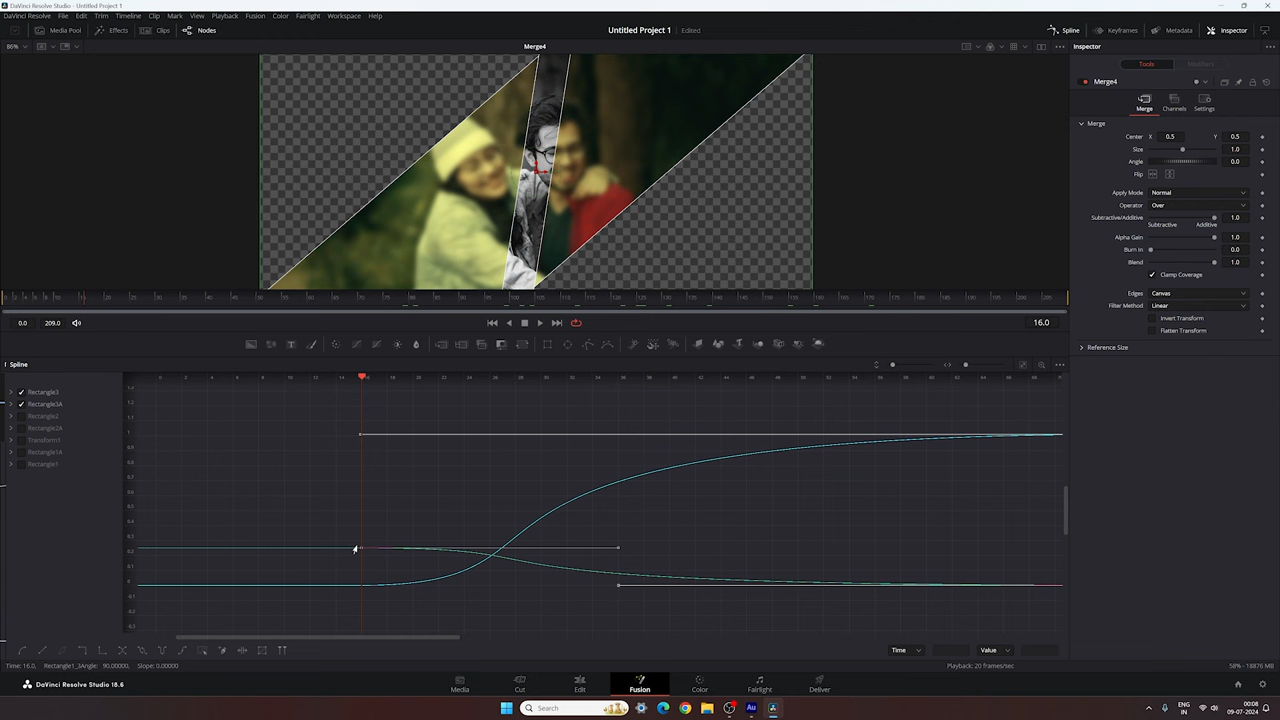 DaVinci Resolve Studio - Untitled Project 1
DaVinci Resolve File Edit Trim Timeline Clip Mark View Playback Fusion Color Fairlight Workspace Help
Media Pool Effects Clips Nodes Untitled Project 1 Edited Spline Keyframes Metadata Inspector
86% Merge4 Inspector
Tools Modifiers
Merge4
Merge Channels Settings
Merge
Center X 0.5 Y 0.5
Size 1.0
Angle 0.0
Flip
Apply Mode Normal
Operator Over
Subtractive/Additive 1.0
Subtractive Additive
Alpha Gain 1.0
Burn In 0.0
Blend 1.0
Clamp Coverage
Edges Canvas
Filter Method Linear
Invert Transform
Flatten Transform
Reference Size
0.0 209.0 16.0
Spline
Rectangle3
Rectangle3A
Rectangle2
Rectangle2A
Transform1
Rectangle1A
Rectangle1
Time Value
Time: 16.0, Rectangle1_3Angle: 90.00000, Slope: 0.00000 Playback: 20 frames/sec 58% - 18876 MB
DaVinci Resolve Studio 18.6
Media Cut Edit Fusion Color Fairlight Deliver
Search
ENG
IN
00:08
09-07-2024